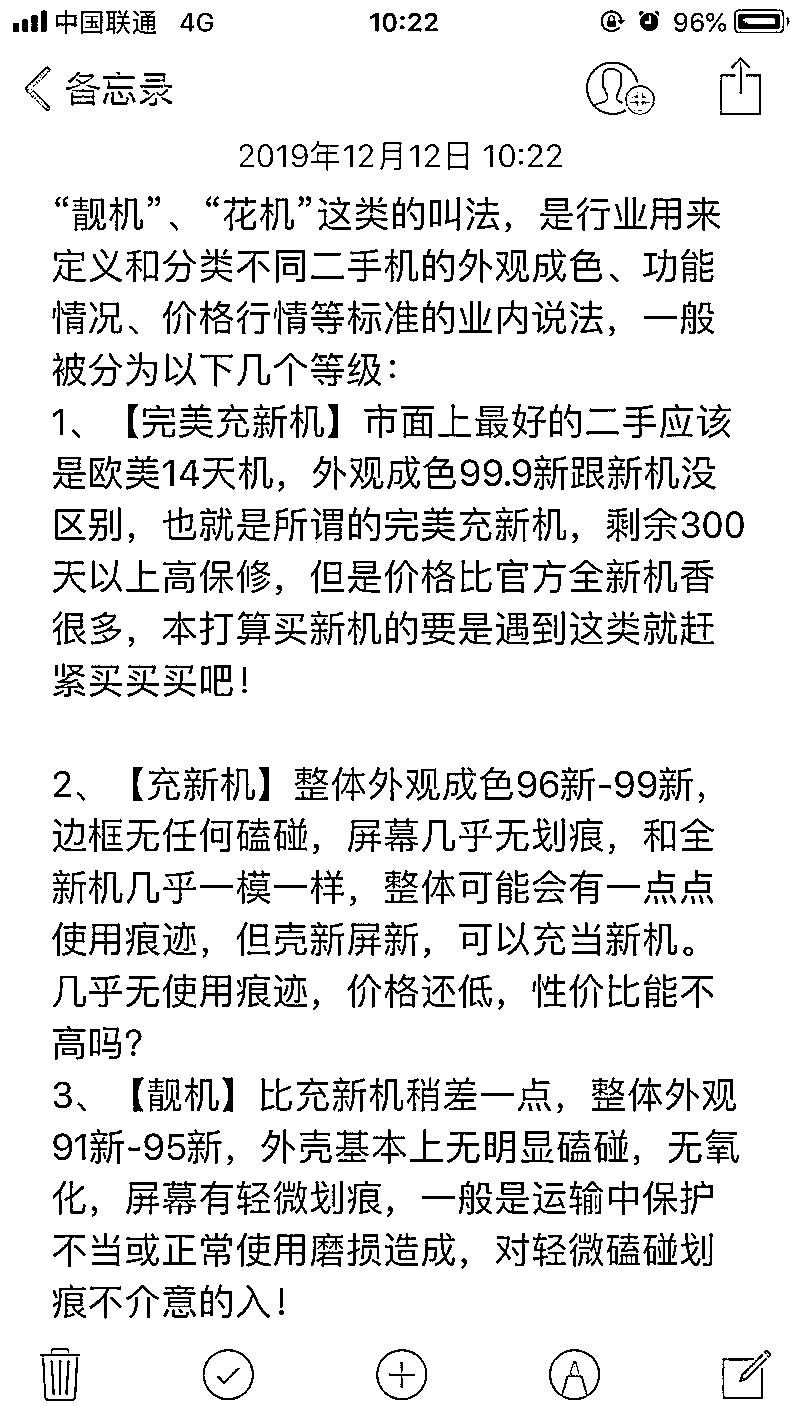 中国联通 4G 10:22 96%
备忘录
2019年12月12日 10:22
“靓机”、“花机”这类的叫法，是行业用来
定义和分类不同二手机的外观成色、功能
情况、价格行情等标准的业内说法，一般
被分为以下几个等级：
1、【完美充新机】市面上最好的二手应该
是欧美14天机，外观成色99.9新跟新机没
区别，也就是所谓的完美充新机，剩余300
天以上高保修，但是价格比官方全新机香
很多，本打算买新机的要是遇到这类就赶
紧买买买吧！
2、【充新机】整体外观成色96新-99新，
边框无任何磕碰，屏幕几乎无划痕，和全
新机几乎一模一样，整体可能会有一点点
使用痕迹，但壳新屏新，可以充当新机。
几乎无使用痕迹，价格还低，性价比能不
高吗？
3、【靓机】比充新机稍差一点，整体外观
91新-95新，外壳基本上无明显磕碰，无氧
化，屏幕有轻微划痕，一般是运输中保护
不当或正常使用磨损造成，对轻微磕碰划
痕不介意的入！